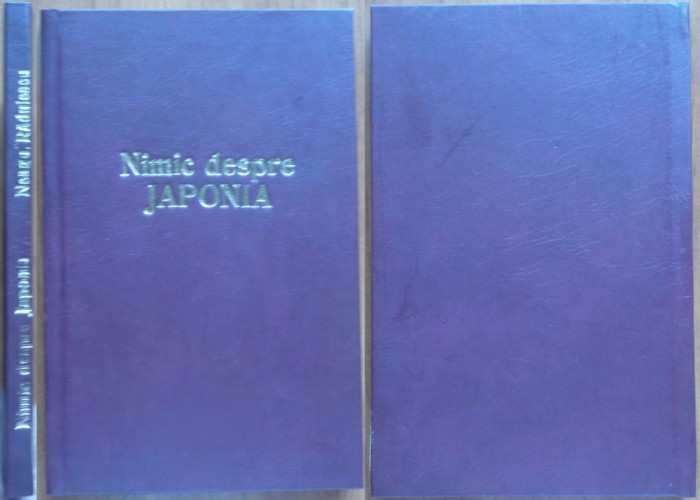 Nimic despre Japonia Neagu Rădulescu
Nimic despre
JAPONIA